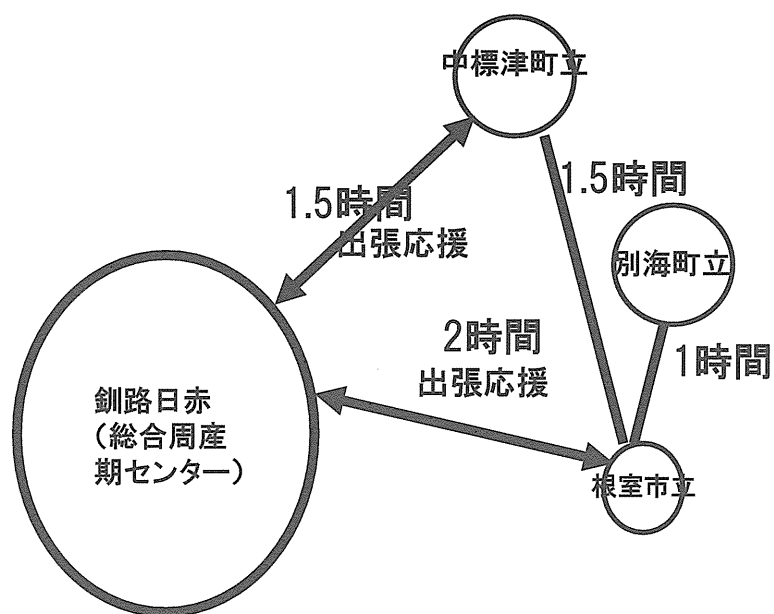 中標津町立
1.5時間
出張応援
1.5時間
別海町立
2時間
出張応援
1時間
釧路日赤
（総合周産
期センター）
根室市立